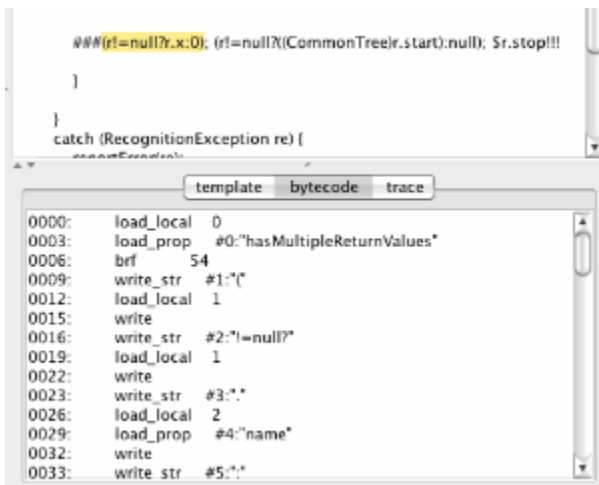 ###(r!=null?r.x:0); (r!=null?((CommonTree)r.start):null); $r.stop!!!
}
}
catch (RecognitionException re) {
reportError(re);
template bytecode trace
0000: load_local 0
0003: load_prop #0:"hasMultipleReturnValues"
0006: brf 54
0009: write_str #1:"("
0012: load_local 1
0015: write
0016: write_str #2:"!=null?"
0019: load_local 1
0022: write
0023: write_str #3:"."
0026: load_local 2
0029: load_prop #4:"name"
0032: write
0033: write_str #5:":"